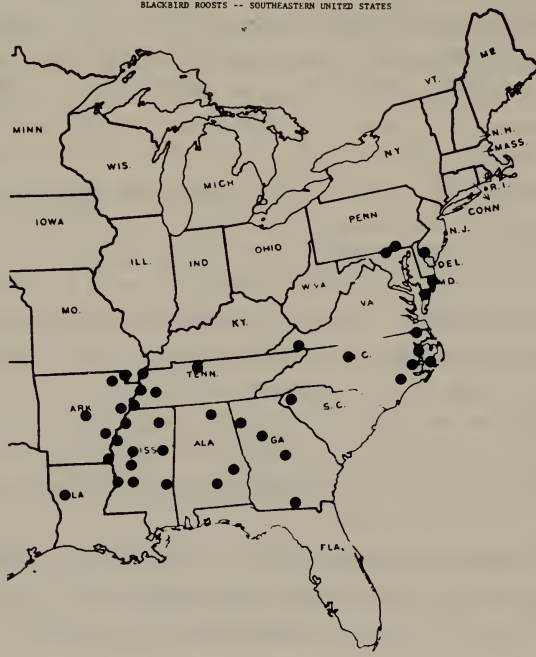 BLACKBIRD ROOSTS -- SOUTHEASTERN UNITED STATES
ME
VT.
MINN
N.H.
MASS.
WIS.
NY
MICH
R.I.
CONN.
IOWA
PENN
N.J.
OHIO
ILL.
IND
DEL.
MD.
W VA
MO.
VA
KY.
C.
TENN.
ARK
S.C.
ISS
ALA
GA
LA
FLA.